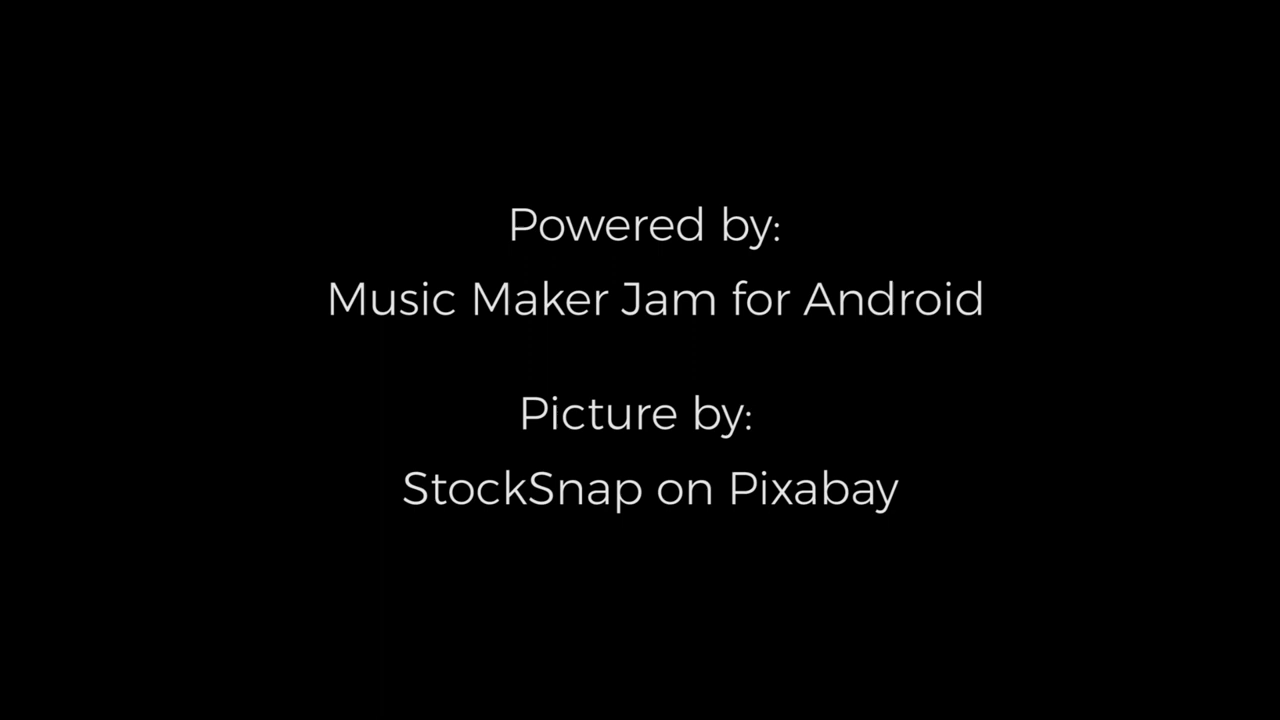 Powered by:
Music Maker Jam for Android
Picture by:
StockSnap on Pixabay